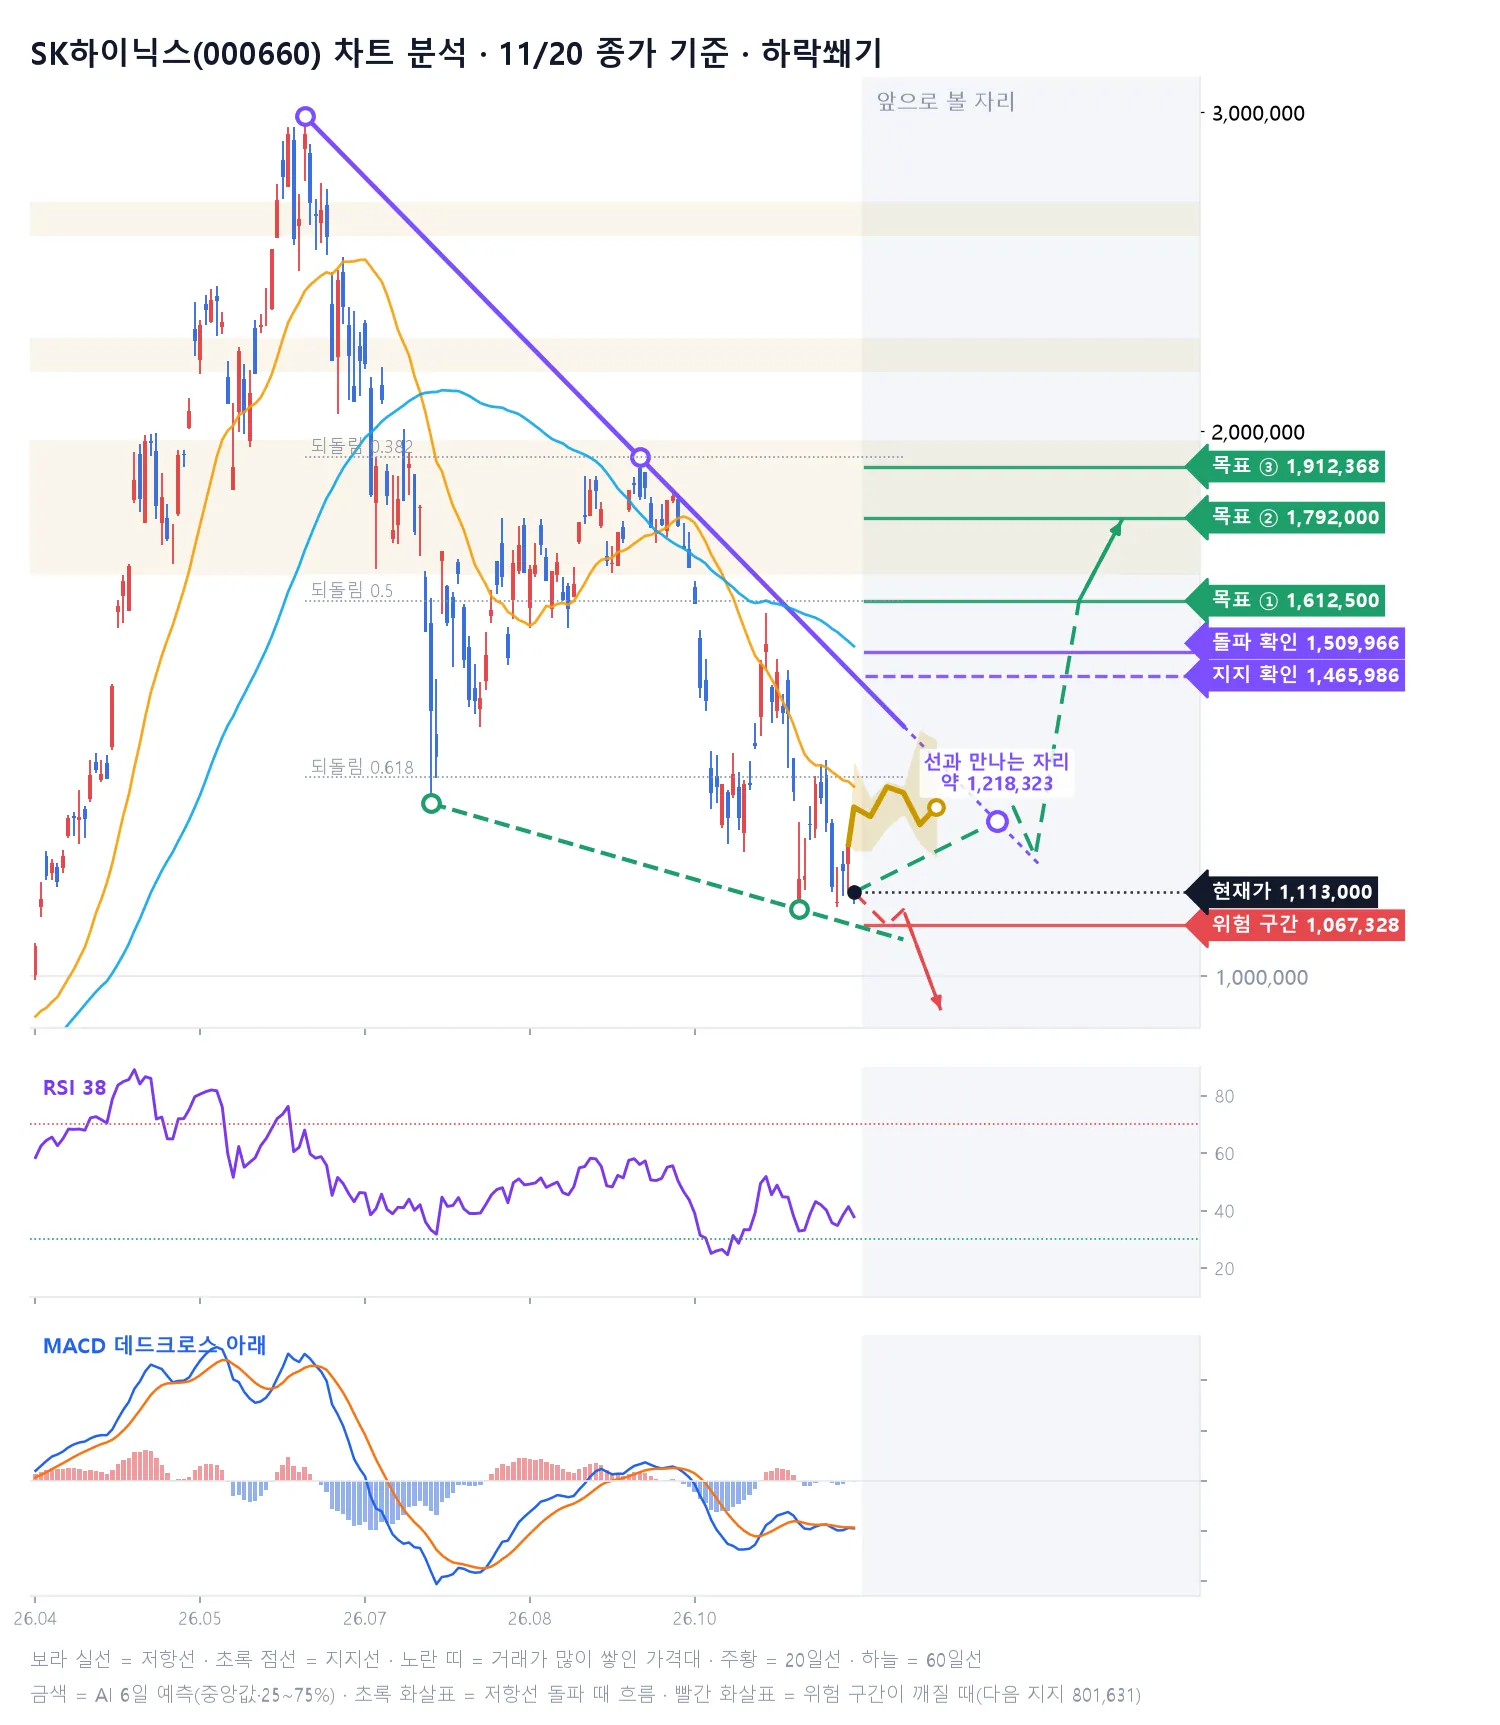 SK하이닉스(000660) 차트 분석 · 11/20 종가 기준 · 하락쐐기
앞으로 볼 자리
3,000,000
2,000,000
되돌림 0.382
목표 ③ 1,912,368
목표 ② 1,792,000
되돌림 0.5
목표 ① 1,612,500
돌파 확인 1,509,966
지지 확인 1,465,986
되돌림 0.618
선과 만나는 자리
약 1,218,323
현재가 1,113,000
위험 구간 1,067,328
1,000,000
RSI 38
80
60
40
20
MACD 데드크로스 아래
26.04 26.05 26.07 26.08 26.10
보라 실선 = 저항선 · 초록 점선 = 지지선 · 노란 띠 = 거래가 많이 쌓인 가격대 · 주황 = 20일선 · 하늘 = 60일선
금색 = AI 6일 예측(중앙값·25~75%) · 초록 화살표 = 저항선 돌파 때 흐름 · 빨간 화살표 = 위험 구간이 깨질 때(다음 지지 801,631)